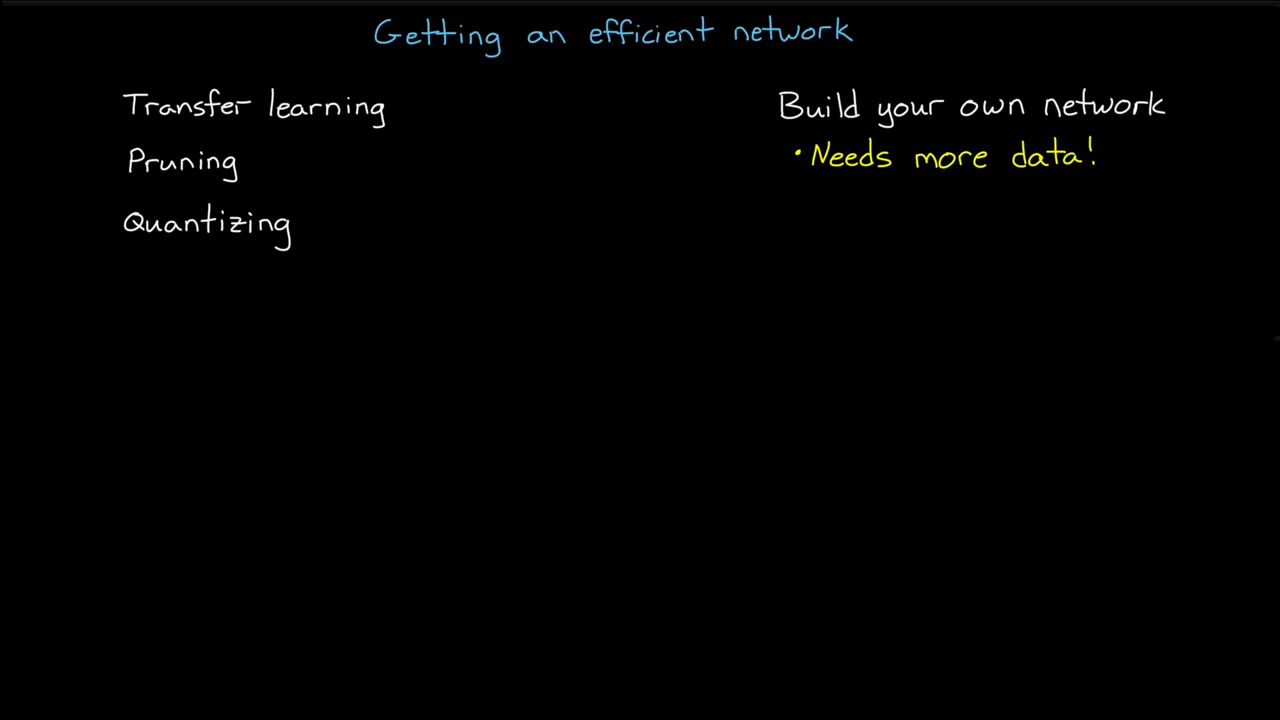 Getting an efficient network
Transfer learning
Pruning
Quantizing
Build your own network
• Needs more data!